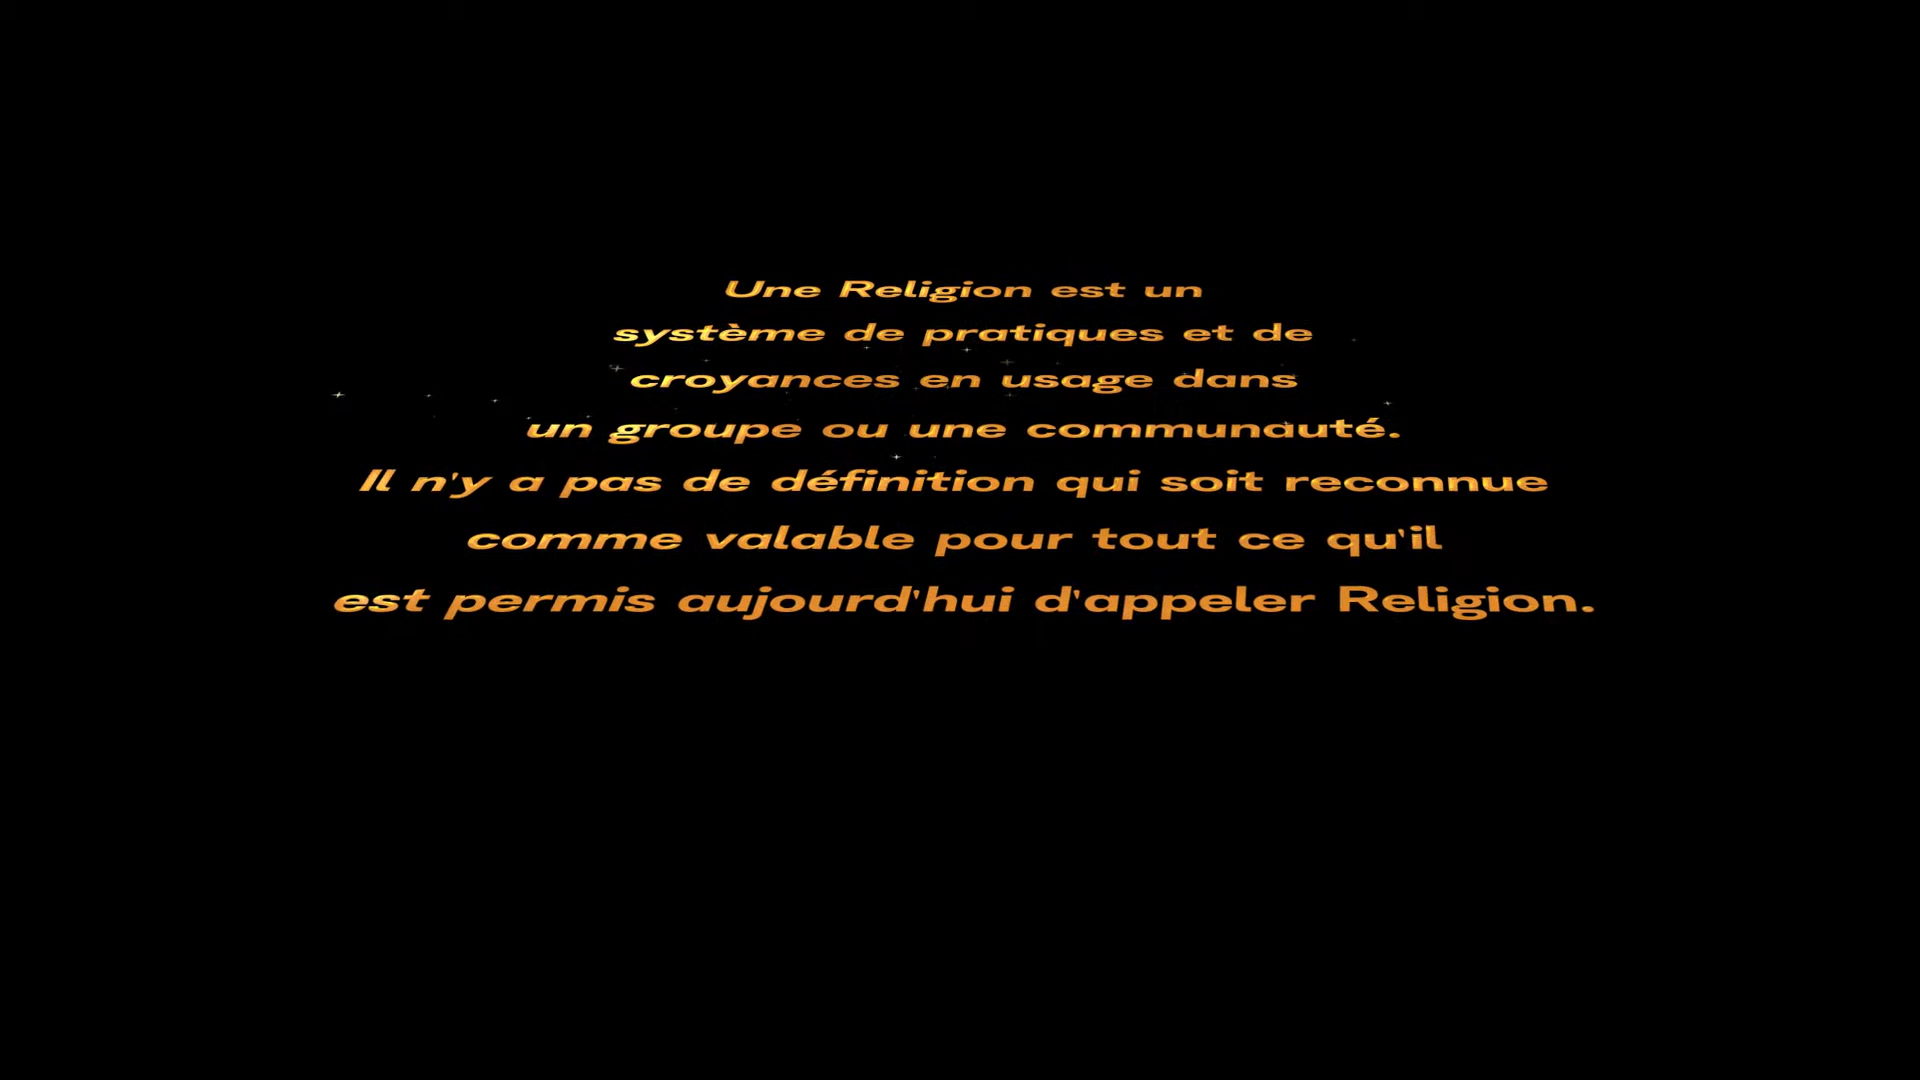 Une Religion est un
système de pratiques et de
croyances en usage dans
un groupe ou une communauté.
Il n'y a pas de définition qui soit reconnue
comme valable pour tout ce qu'il
est permis aujourd'hui d'appeler Religion.